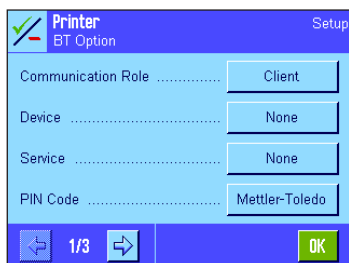 Printer
Setup
BT Option
Communication Role .............. Client
Device .............................. None
Service ............................. None
PIN Code .......................... Mettler-Toledo
1/3
OK